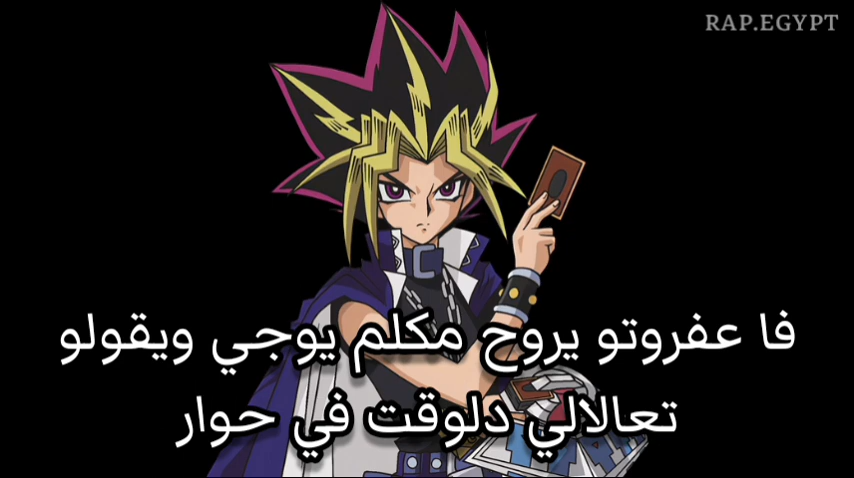 RAP.EGYPT
فا عفروتو يروح مكلم يوجي ويقولو
تعالالي دلوقت في حوار